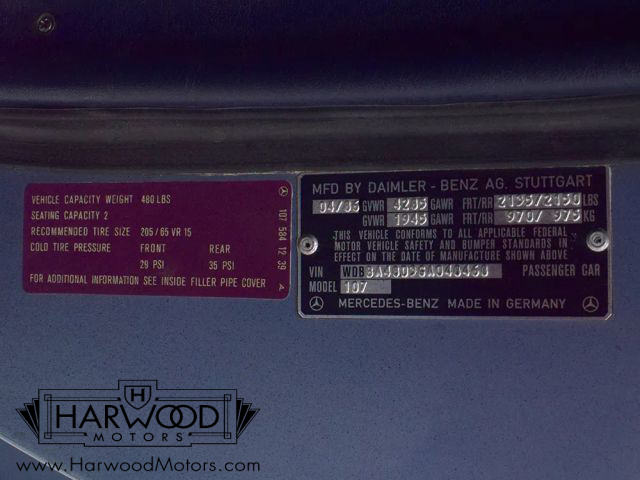 VEHICLE CAPACITY WEIGHT 480 LBS
SEATING CAPACITY 2
RECOMMENDED TIRE SIZE 205/65 VR 15
COLD TIRE PRESSURE FRONT REAR
29 PSI 35 PSI
FOR ADDITIONAL INFORMATION SEE INSIDE FILLER PIPE COVER
107 584 12 39
A
MFD BY DAIMLER - BENZ AG. STUTTGART
04/86 GVWR 4285 GAWR FRT/RR 2135/2150 LBS
GVWR 1945 GAWR FRT/RR 970/ 975 KG
THIS VEHICLE CONFORMS TO ALL APPLICABLE FEDERAL
MOTOR VEHICLE SAFETY AND BUMPER STANDARDS IN
EFFECT ON THE DATE OF MANUFACTURE SHOWN ABOVE
VIN PASSENGER CAR
MODEL 107
MERCEDES-BENZ MADE IN GERMANY
H
HARWOOD
MOTORS
www.HarwoodMotors.com